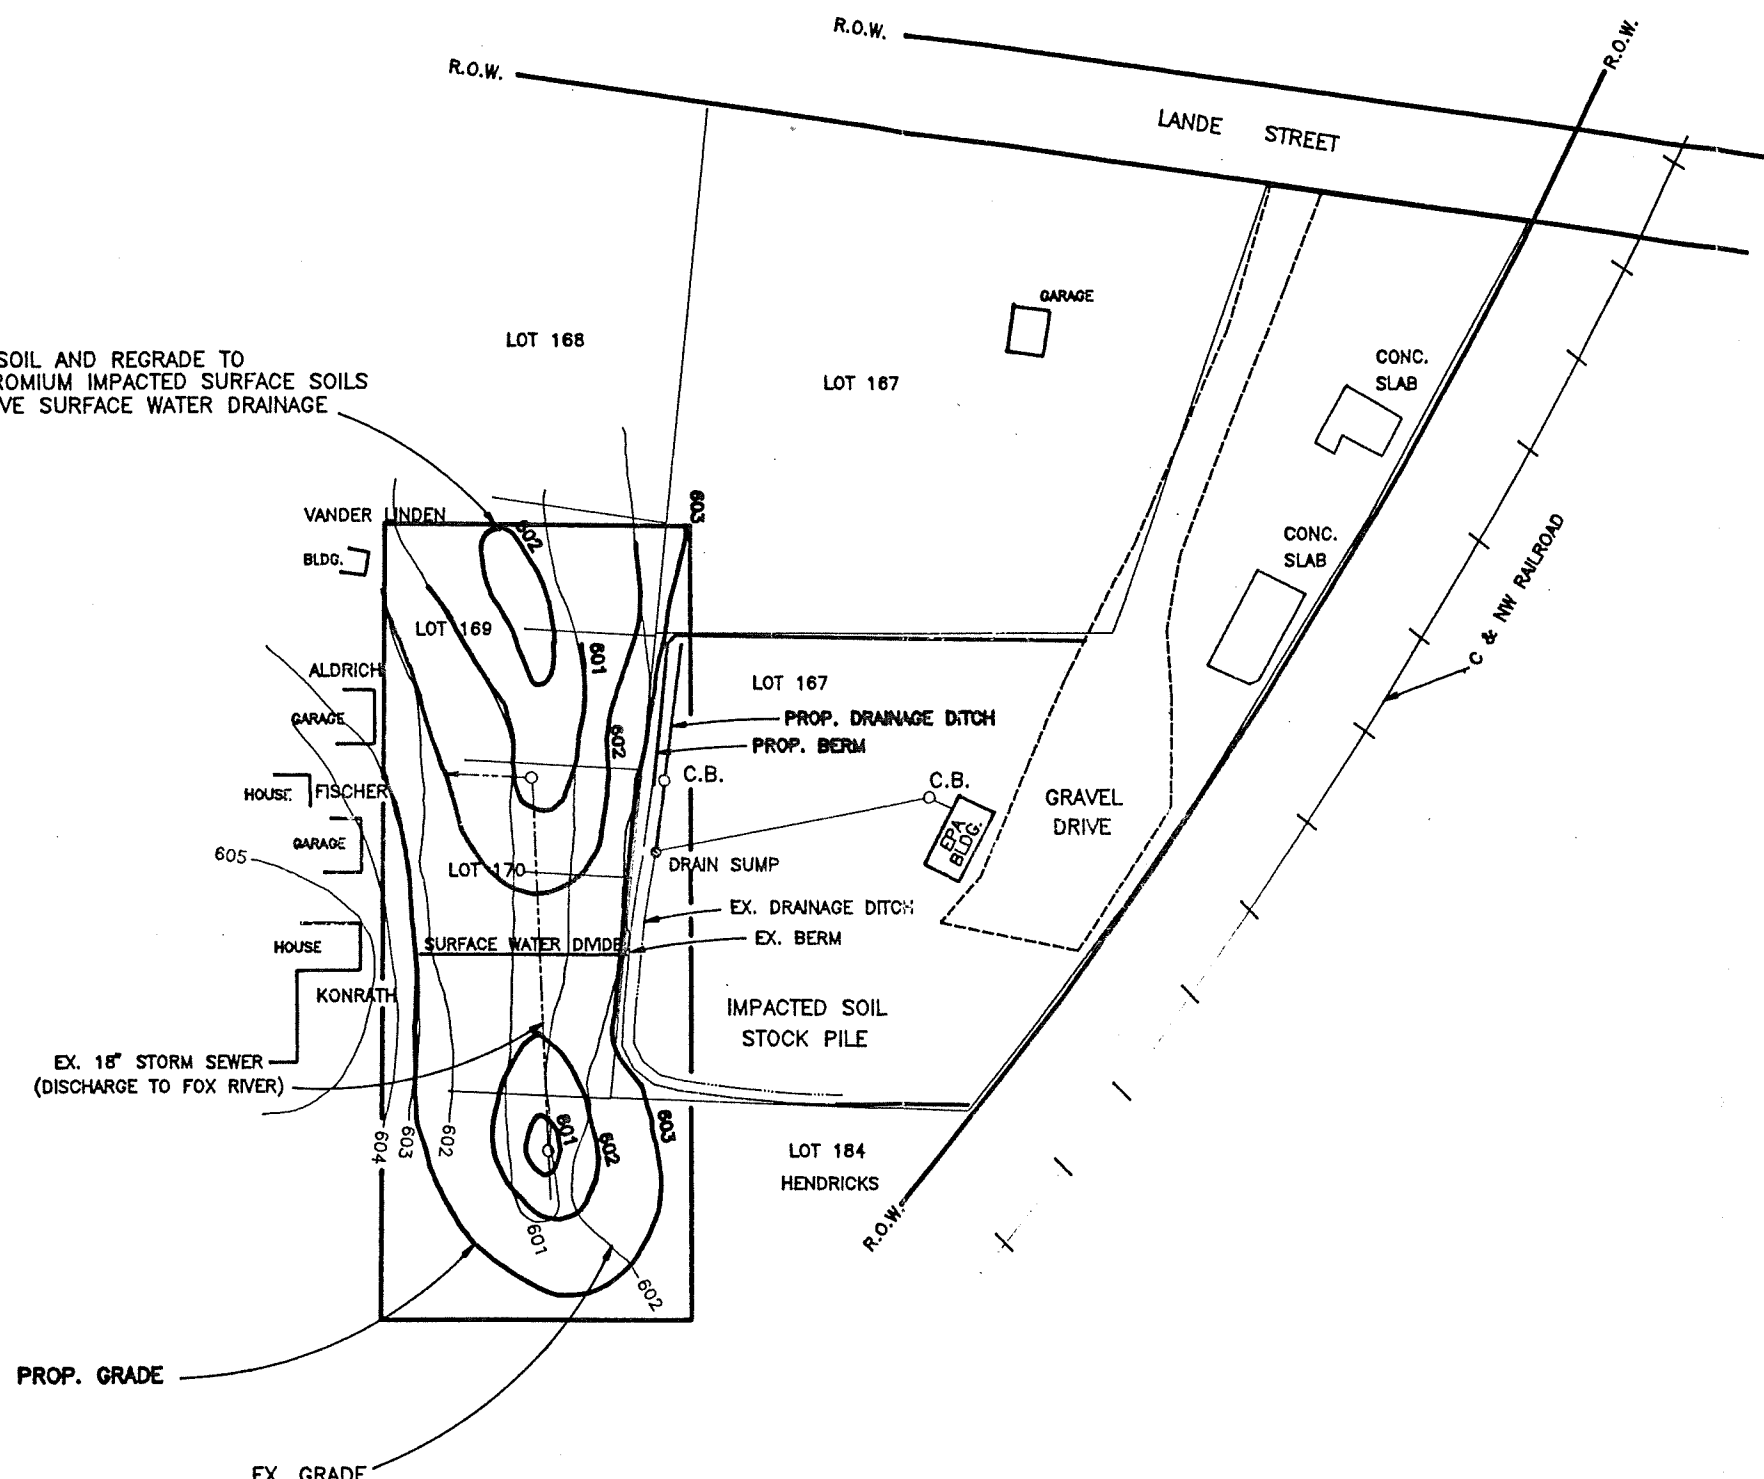 R.O.W.
R.O.W.
R.O.W.
LANDE STREET
GARAGE
LOT 168
LOT 167
CONC.
SLAB
SOIL AND REGRADE TO
ROMIUM IMPACTED SURFACE SOILS
VE SURFACE WATER DRAINAGE
VANDER LINDEN
603
602
BLDG.
CONC.
SLAB
C & NW RAILROAD
LOT 169
601
ALDRICH
LOT 167
GARAGE
PROP. DRAINAGE DITCH
602
PROP. BERM
C.B.
C.B.
HOUSE
FISCHER
GRAVEL
DRIVE
GARAGE
EPA
BLDG.
605
LOT 170
DRAIN SUMP
EX. DRAINAGE DITCH
HOUSE
SURFACE WATER DIVIDE
EX. BERM
KONRATH
IMPACTED SOIL
STOCK PILE
EX. 18" STORM SEWER
(DISCHARGE TO FOX RIVER)
604
603
602
601
602
603
LOT 184
HENDRICKS
R.O.W.
601
602
PROP. GRADE
EX. GRADE